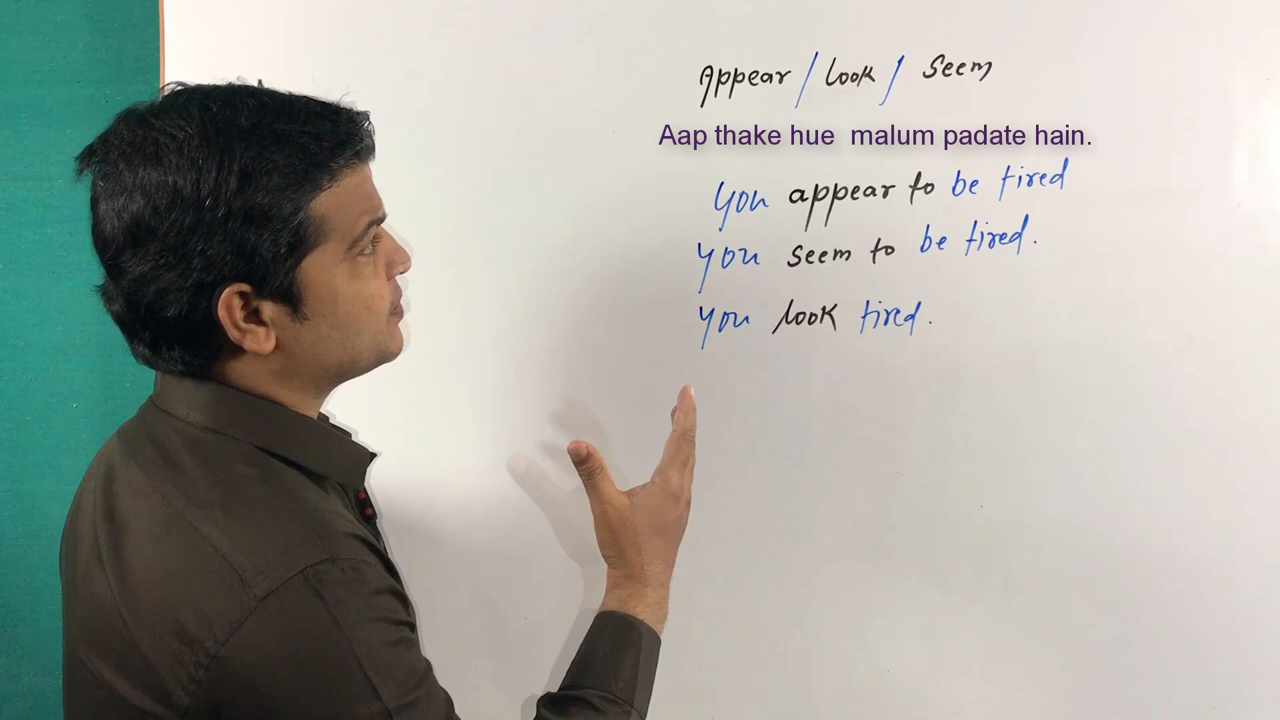 Appear / Look / Seem
Aap thake hue malum padate hain.
You appear to be tired
You seem to be tired.
You look tired.